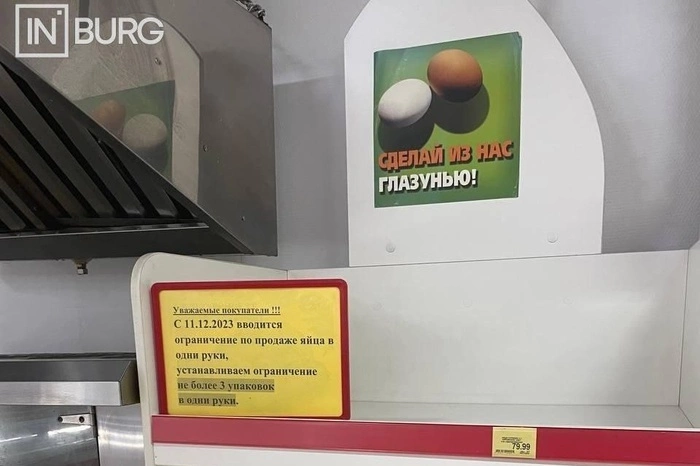 IN BURG
СДЕЛАЙ ИЗ НАС
ГЛАЗУНЬЮ!
Уважаемые покупатели !!!
С 11.12.2023 вводится
ограничение по продаже яйца в
одни руки,
устанавливаем ограничение
не более 3 упаковок
в одни руки.
79.99